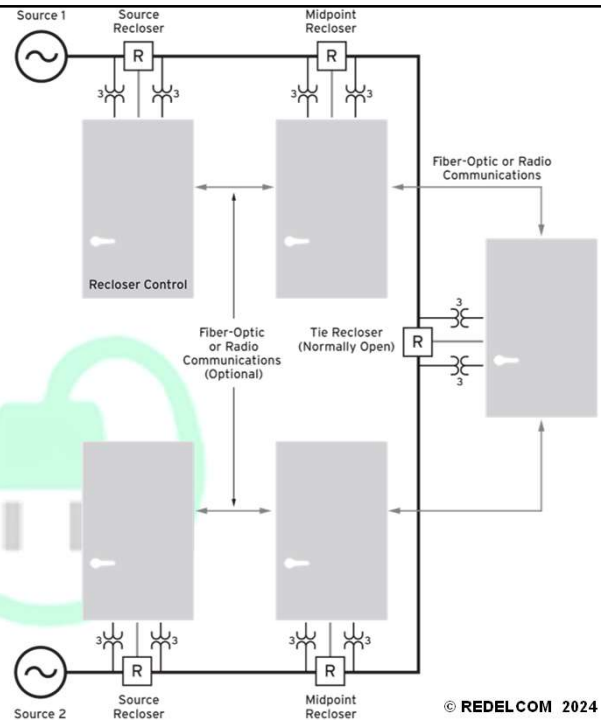 Source 1
Source
Recloser
Midpoint
Recloser
R
R
3
3
3
3
Fiber-Optic or Radio
Communications
Recloser Control
Fiber-Optic
or Radio
Communications
(Optional)
Tie Recloser
(Normally Open)
R
3
3
3
3
3
3
R
R
Source 2
Source
Recloser
Midpoint
Recloser
© REDELCOM 2024